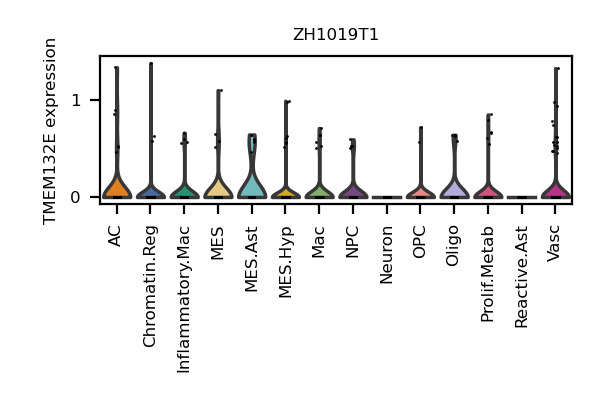 ZH1019T1
TMEM132E expression
1
0
AC
Chromatin.Reg
Inflammatory.Mac
MES
MES.Ast
MES.Hyp
Mac
NPC
Neuron
OPC
Oligo
Prolif.Metab
Reactive.Ast
Vasc